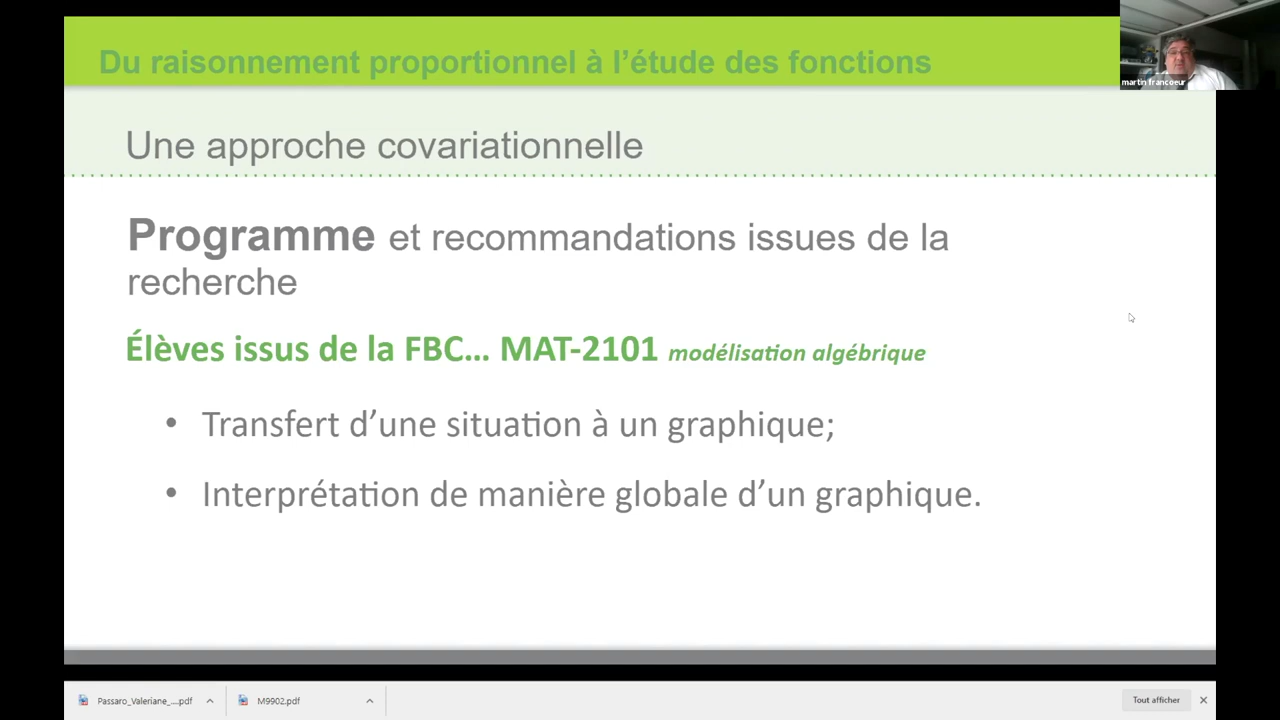 Du raisonnement proportionnel à l’étude des fonctions
martin francoeur
Une approche covariationnelle
Programme et recommandations issues de la
recherche
Élèves issus de la FBC... MAT-2101 modélisation algébrique
• Transfert d’une situation à un graphique;
• Interprétation de manière globale d’un graphique.
Passaro_Valeriane_....pdf
M9902.pdf
Tout afficher